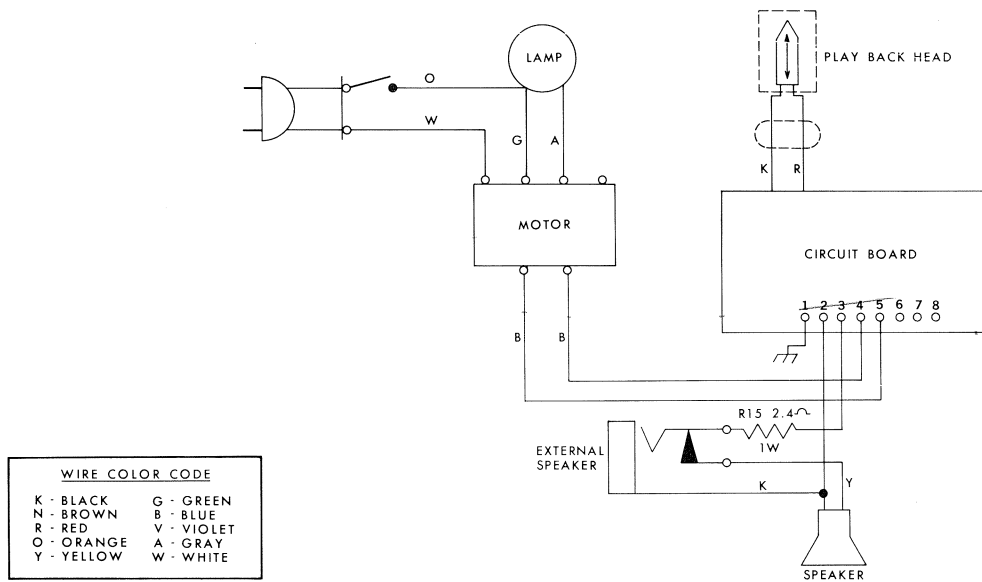 LAMP
PLAY BACK HEAD
O
W
G
A
K
R
MOTOR
CIRCUIT BOARD
1 2 3 4 5 6 7 8
B
B
R15 2.4
1W
EXTERNAL
SPEAKER
K
Y
SPEAKER
WIRE COLOR CODE
K - BLACK G - GREEN
N - BROWN B - BLUE
R - RED V - VIOLET
O - ORANGE A - GRAY
Y - YELLOW W - WHITE